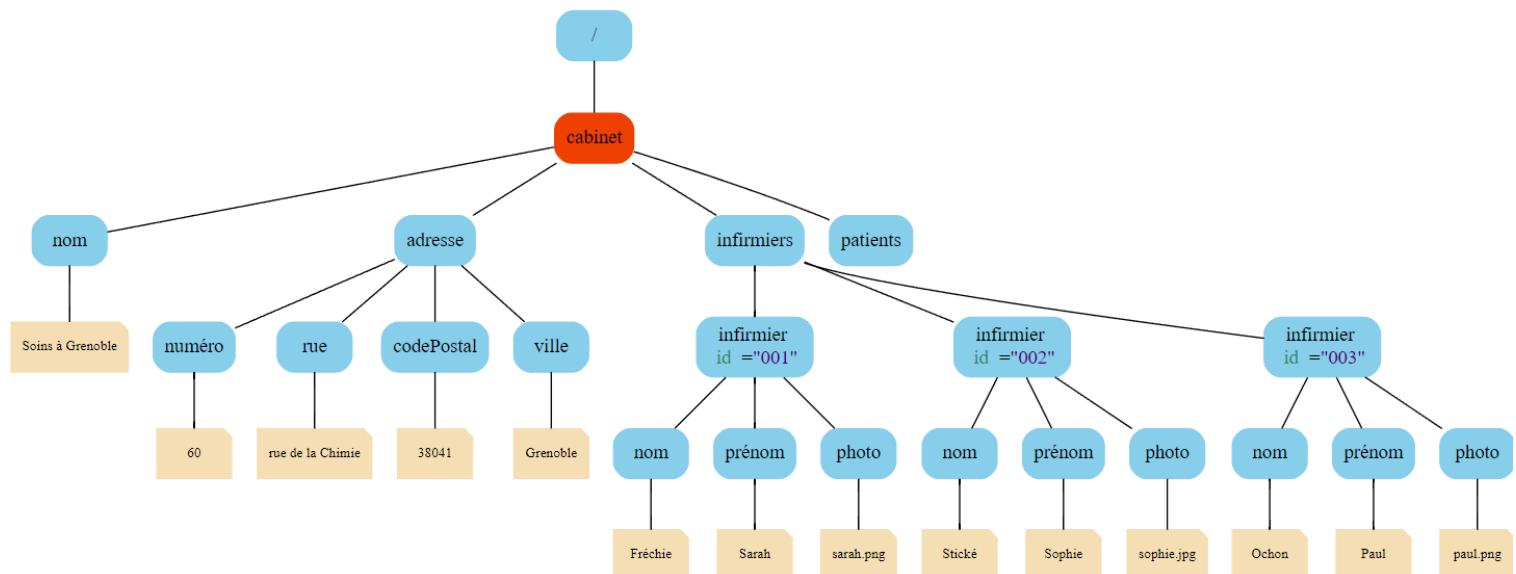 /
cabinet
nom
adresse
infirmiers
patients
Soins à Grenoble
numéro
rue
codePostal
ville
infirmier
id ="001"
infirmier
id ="002"
infirmier
id ="003"
60
rue de la Chimie
38041
Grenoble
nom
prénom
photo
nom
prénom
photo
nom
prénom
photo
Fréchie
Sarah
sarah.png
Stické
Sophie
sophie.jpg
Ochon
Paul
paul.png